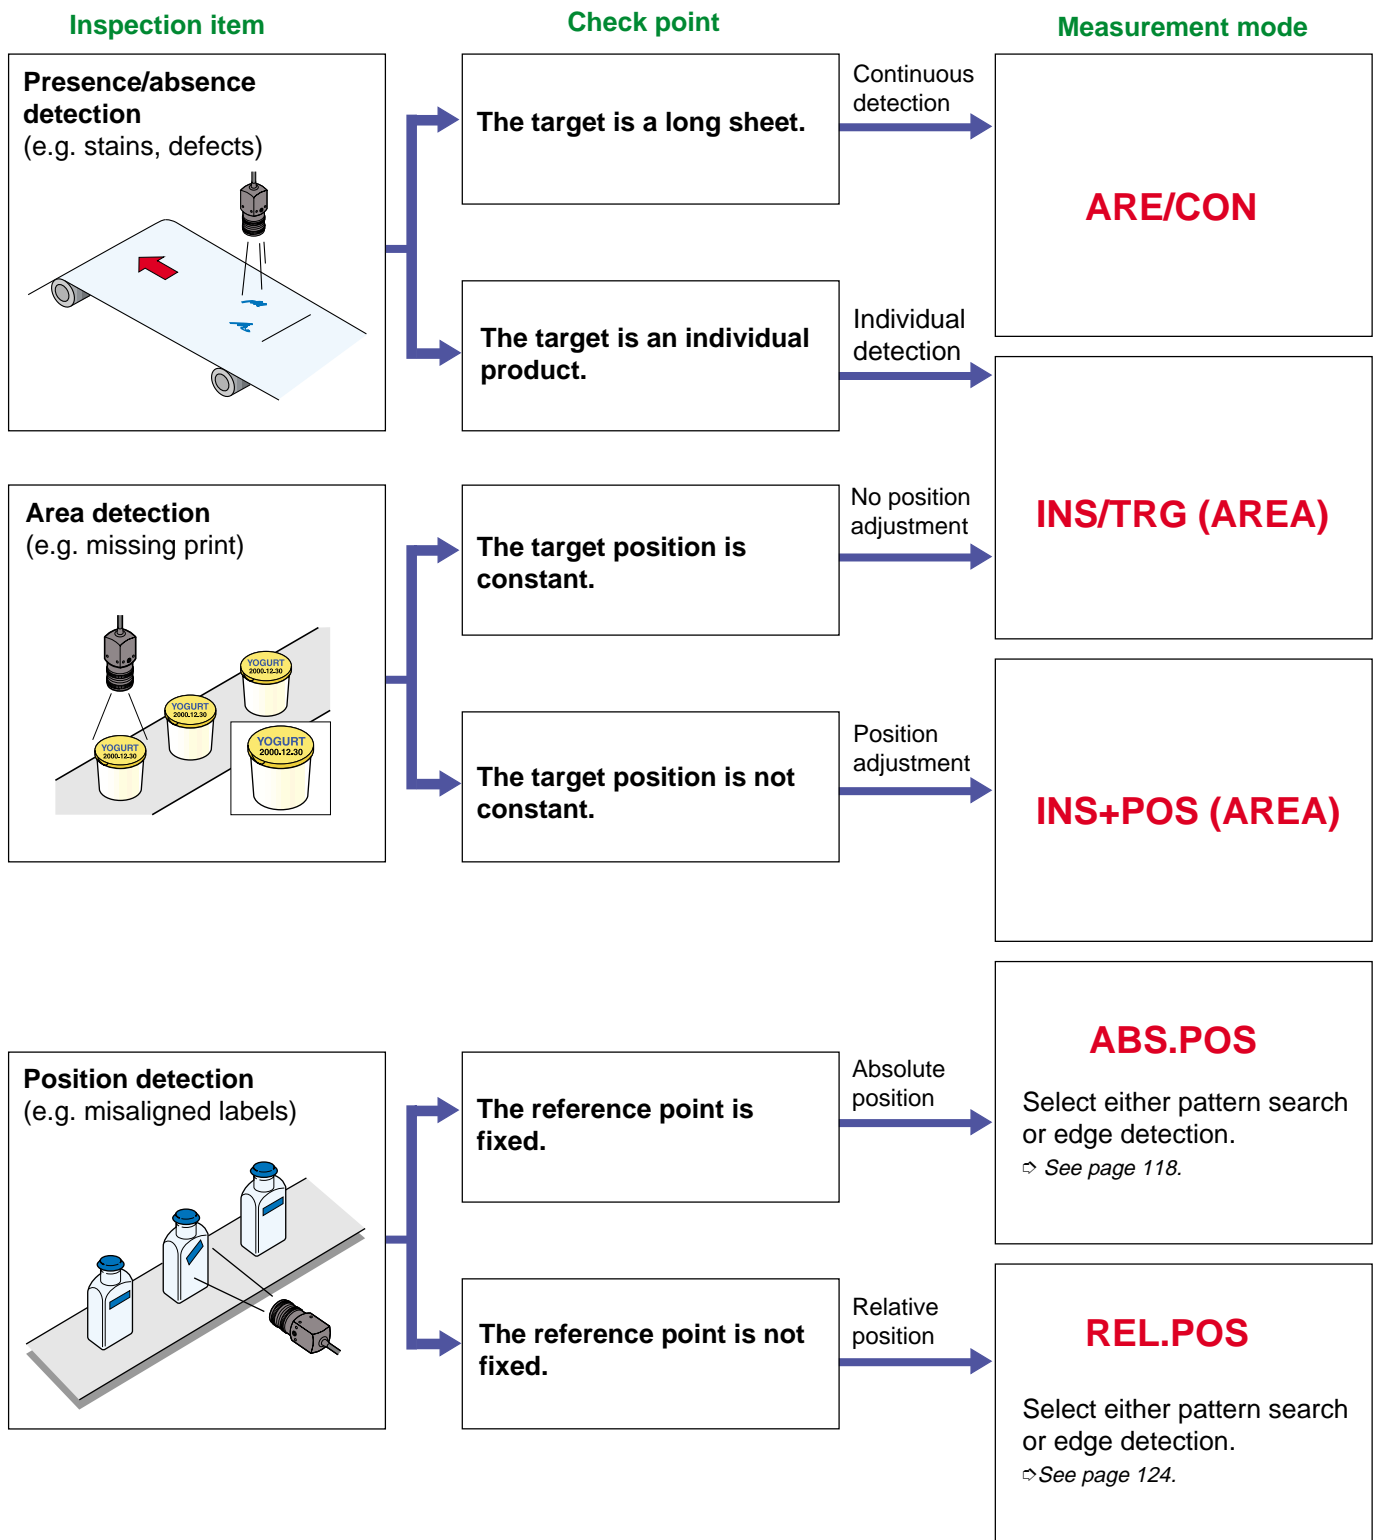 Inspection item
Check point
Measurement mode
Presence/absence
detection
(e.g. stains, defects)
The target is a long sheet.
Continuous
detection
ARE/CON
The target is an individual
product.
Individual
detection
INS/TRG (AREA)
Area detection
(e.g. missing print)
YOGURT
2000.12.30
YOGURT
2000.12.30
YOGURT
2000.12.30
YOGURT
2000.12.30
The target position is
constant.
No position
adjustment
The target position is not
constant.
Position
adjustment
INS+POS (AREA)
Position detection
(e.g. misaligned labels)
The reference point is
fixed.
Absolute
position
ABS.POS
Select either pattern search
or edge detection.
➪ See page 118.
The reference point is not
fixed.
Relative
position
REL.POS
Select either pattern search
or edge detection.
➪See page 124.